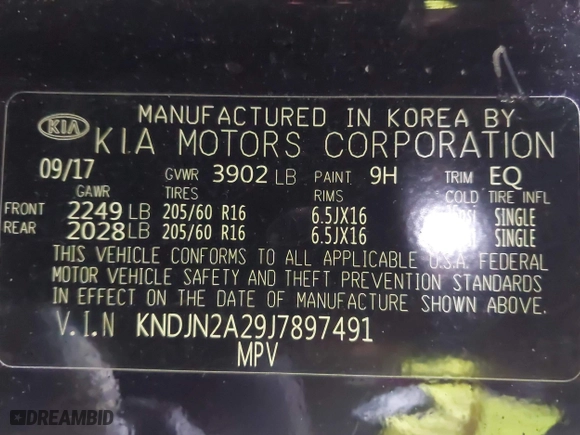 MANUFACTURED IN KOREA BY
KIA KIA MOTORS CORPORATION
09/17 GVWR 3902 LB PAINT 9H TRIM EQ
GAWR TIRES RIMS COLD TIRE INFL
FRONT 2249 LB 205/60 R16 6.5JX16 SINGLE
REAR 2028 LB 205/60 R16 6.5JX16 SINGLE
THIS VEHICLE CONFORMS TO ALL APPLICABLE U.S.A. FEDERAL
MOTOR VEHICLE SAFETY AND THEFT PREVENTION STANDARDS
IN EFFECT ON THE DATE OF MANUFACTURE SHOWN ABOVE.
V.I.N KNDJN2A29J7897491
MPV
DREAMBID